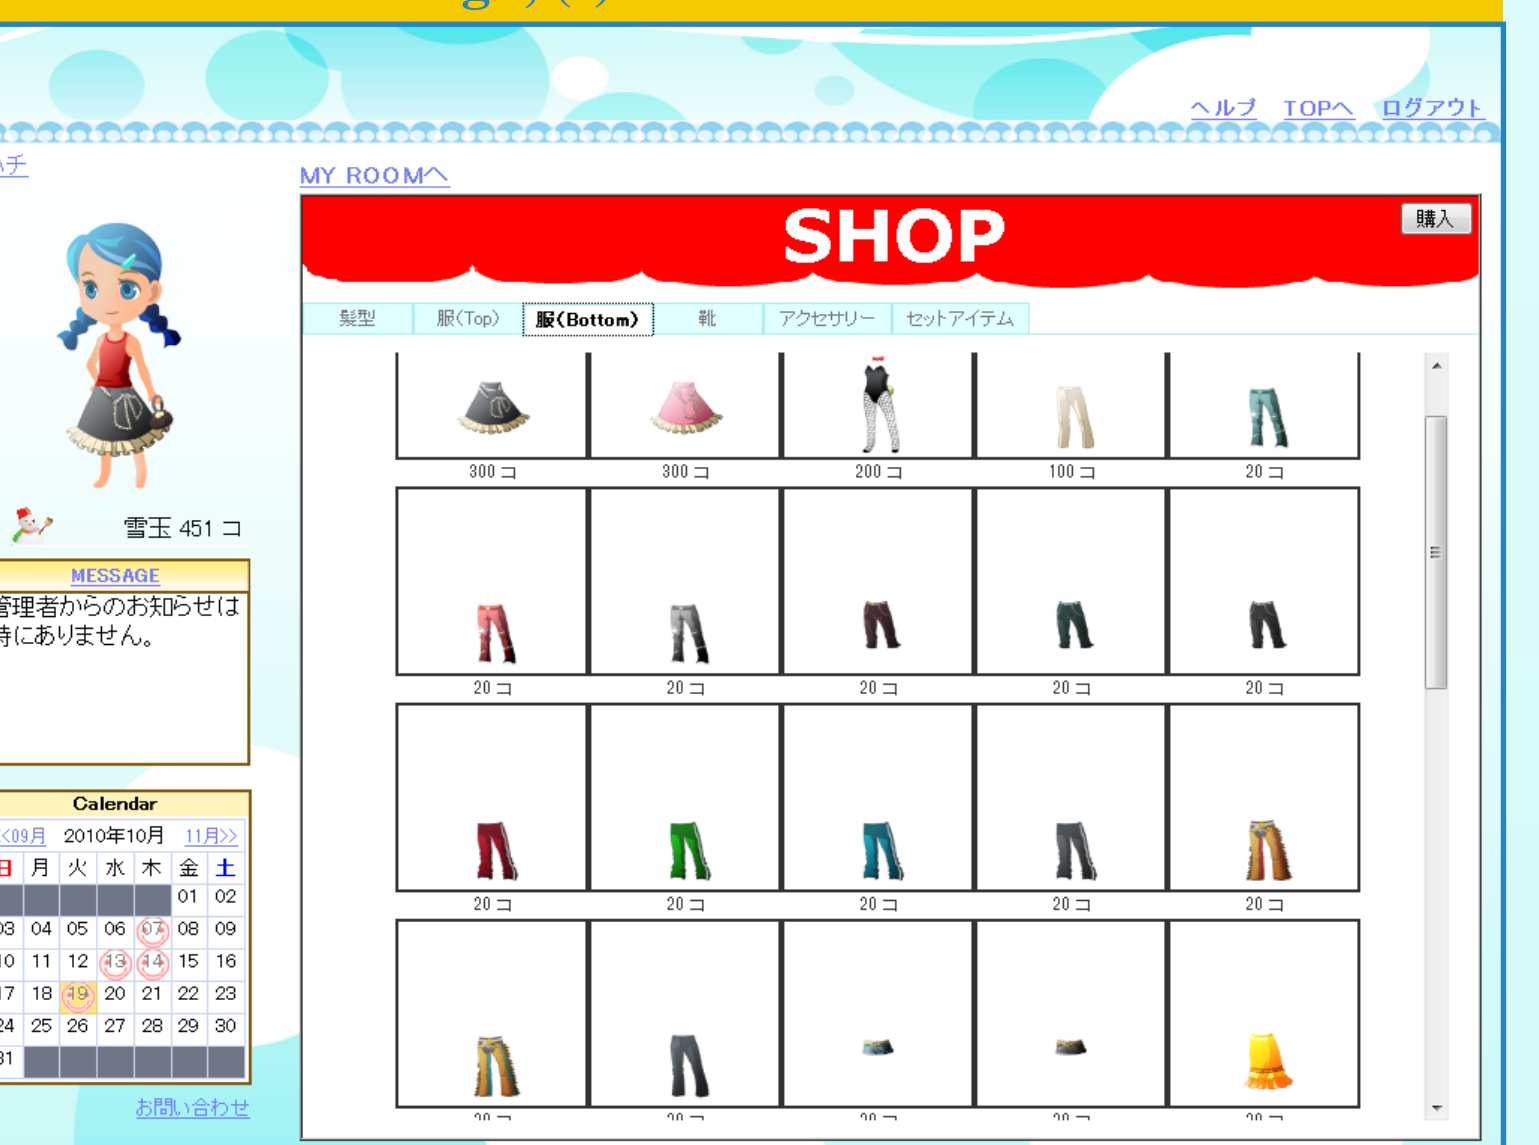 ヘルプ TOPへ ログアウト
MY ROOMへ
SHOP
購入
髪型 服(Top) 服(Bottom) 靴 アクセサリー セットアイテム
300 コ 300 コ 200 コ 100 コ 20 コ
20 コ 20 コ 20 コ 20 コ 20 コ
20 コ 20 コ 20 コ 20 コ 20 コ
雪玉 451 コ
MESSAGE
管理者からのお知らせは
特にありません。
Calendar
<<09月 2010年10月 11月>>
日 月 火 水 木 金 土
01 02
03 04 05 06 07 08 09
10 11 12 13 14 15 16
17 18 19 20 21 22 23
24 25 26 27 28 29 30
31
お問い合わせ